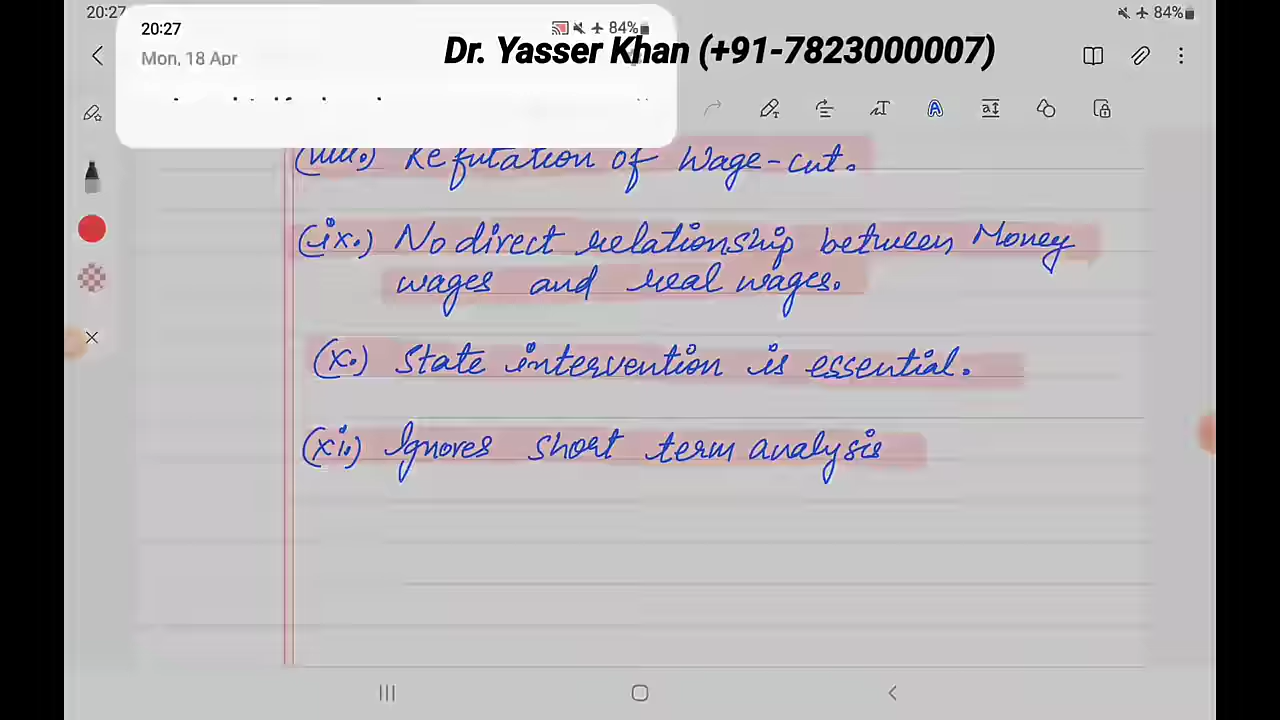 20:27
84%
20:27
84%
Mon, 18 Apr
Dr. Yasser Khan (+91-7823000007)
(viii.) Refutation of Wage-cut.
(ix.) No direct relationship between Money
wages and real wages.
(x.) State intervention is essential.
(xi.) Ignores short term analysis